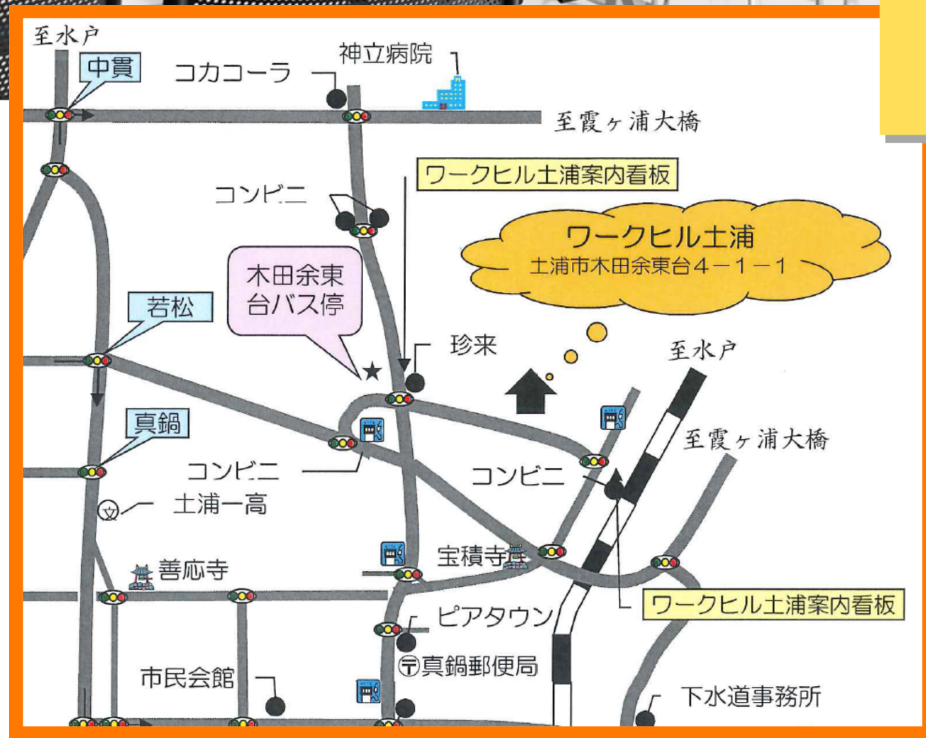 至水戸
中貫
コカコーラ
神立病院
至霞ヶ浦大橋
ワークヒル土浦案内看板
コンビニ
ワークヒル土浦
土浦市木田余東台4-1-1
木田余東
台バス停
若松
珍来
至水戸
真鍋
至霞ヶ浦大橋
コンビニ
コンビニ
土浦一高
文
宝積寺
善応寺
ワークヒル土浦案内看板
ピアタウン
〒真鍋郵便局
市民会館
下水道事務所